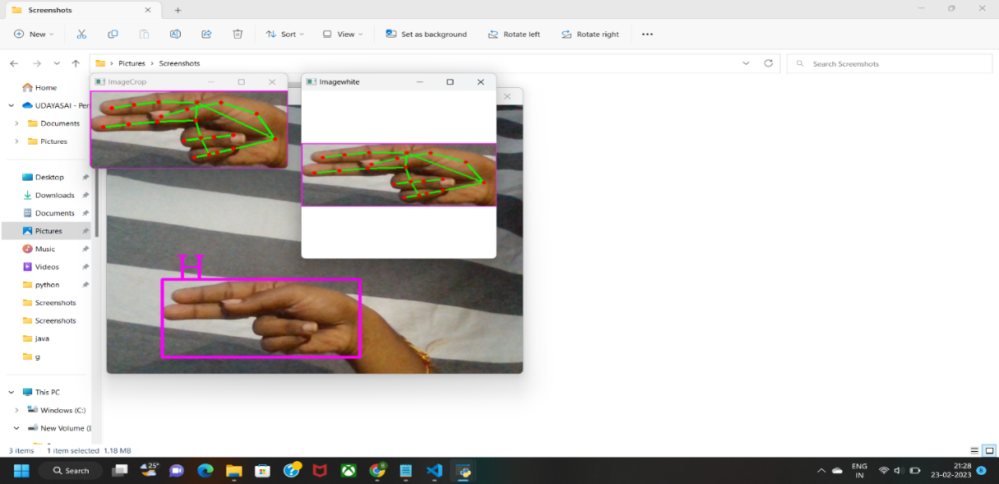 Screenshots
New
Sort
View
Set as background
Rotate left
Rotate right
Pictures
Screenshots
Search Screenshots
ImageCrop
Imagewhite
Home
UDAYASAI - Per
Documents
Pictures
Desktop
Downloads
Documents
Pictures
Music
Videos
python
Screenshots
Screenshots
java
g
This PC
Windows (C:)
New Volume (
H
3 items 1 item selected 1.18 MB
25°
Search
8
ENG
IN
21:28
23-02-2023
8